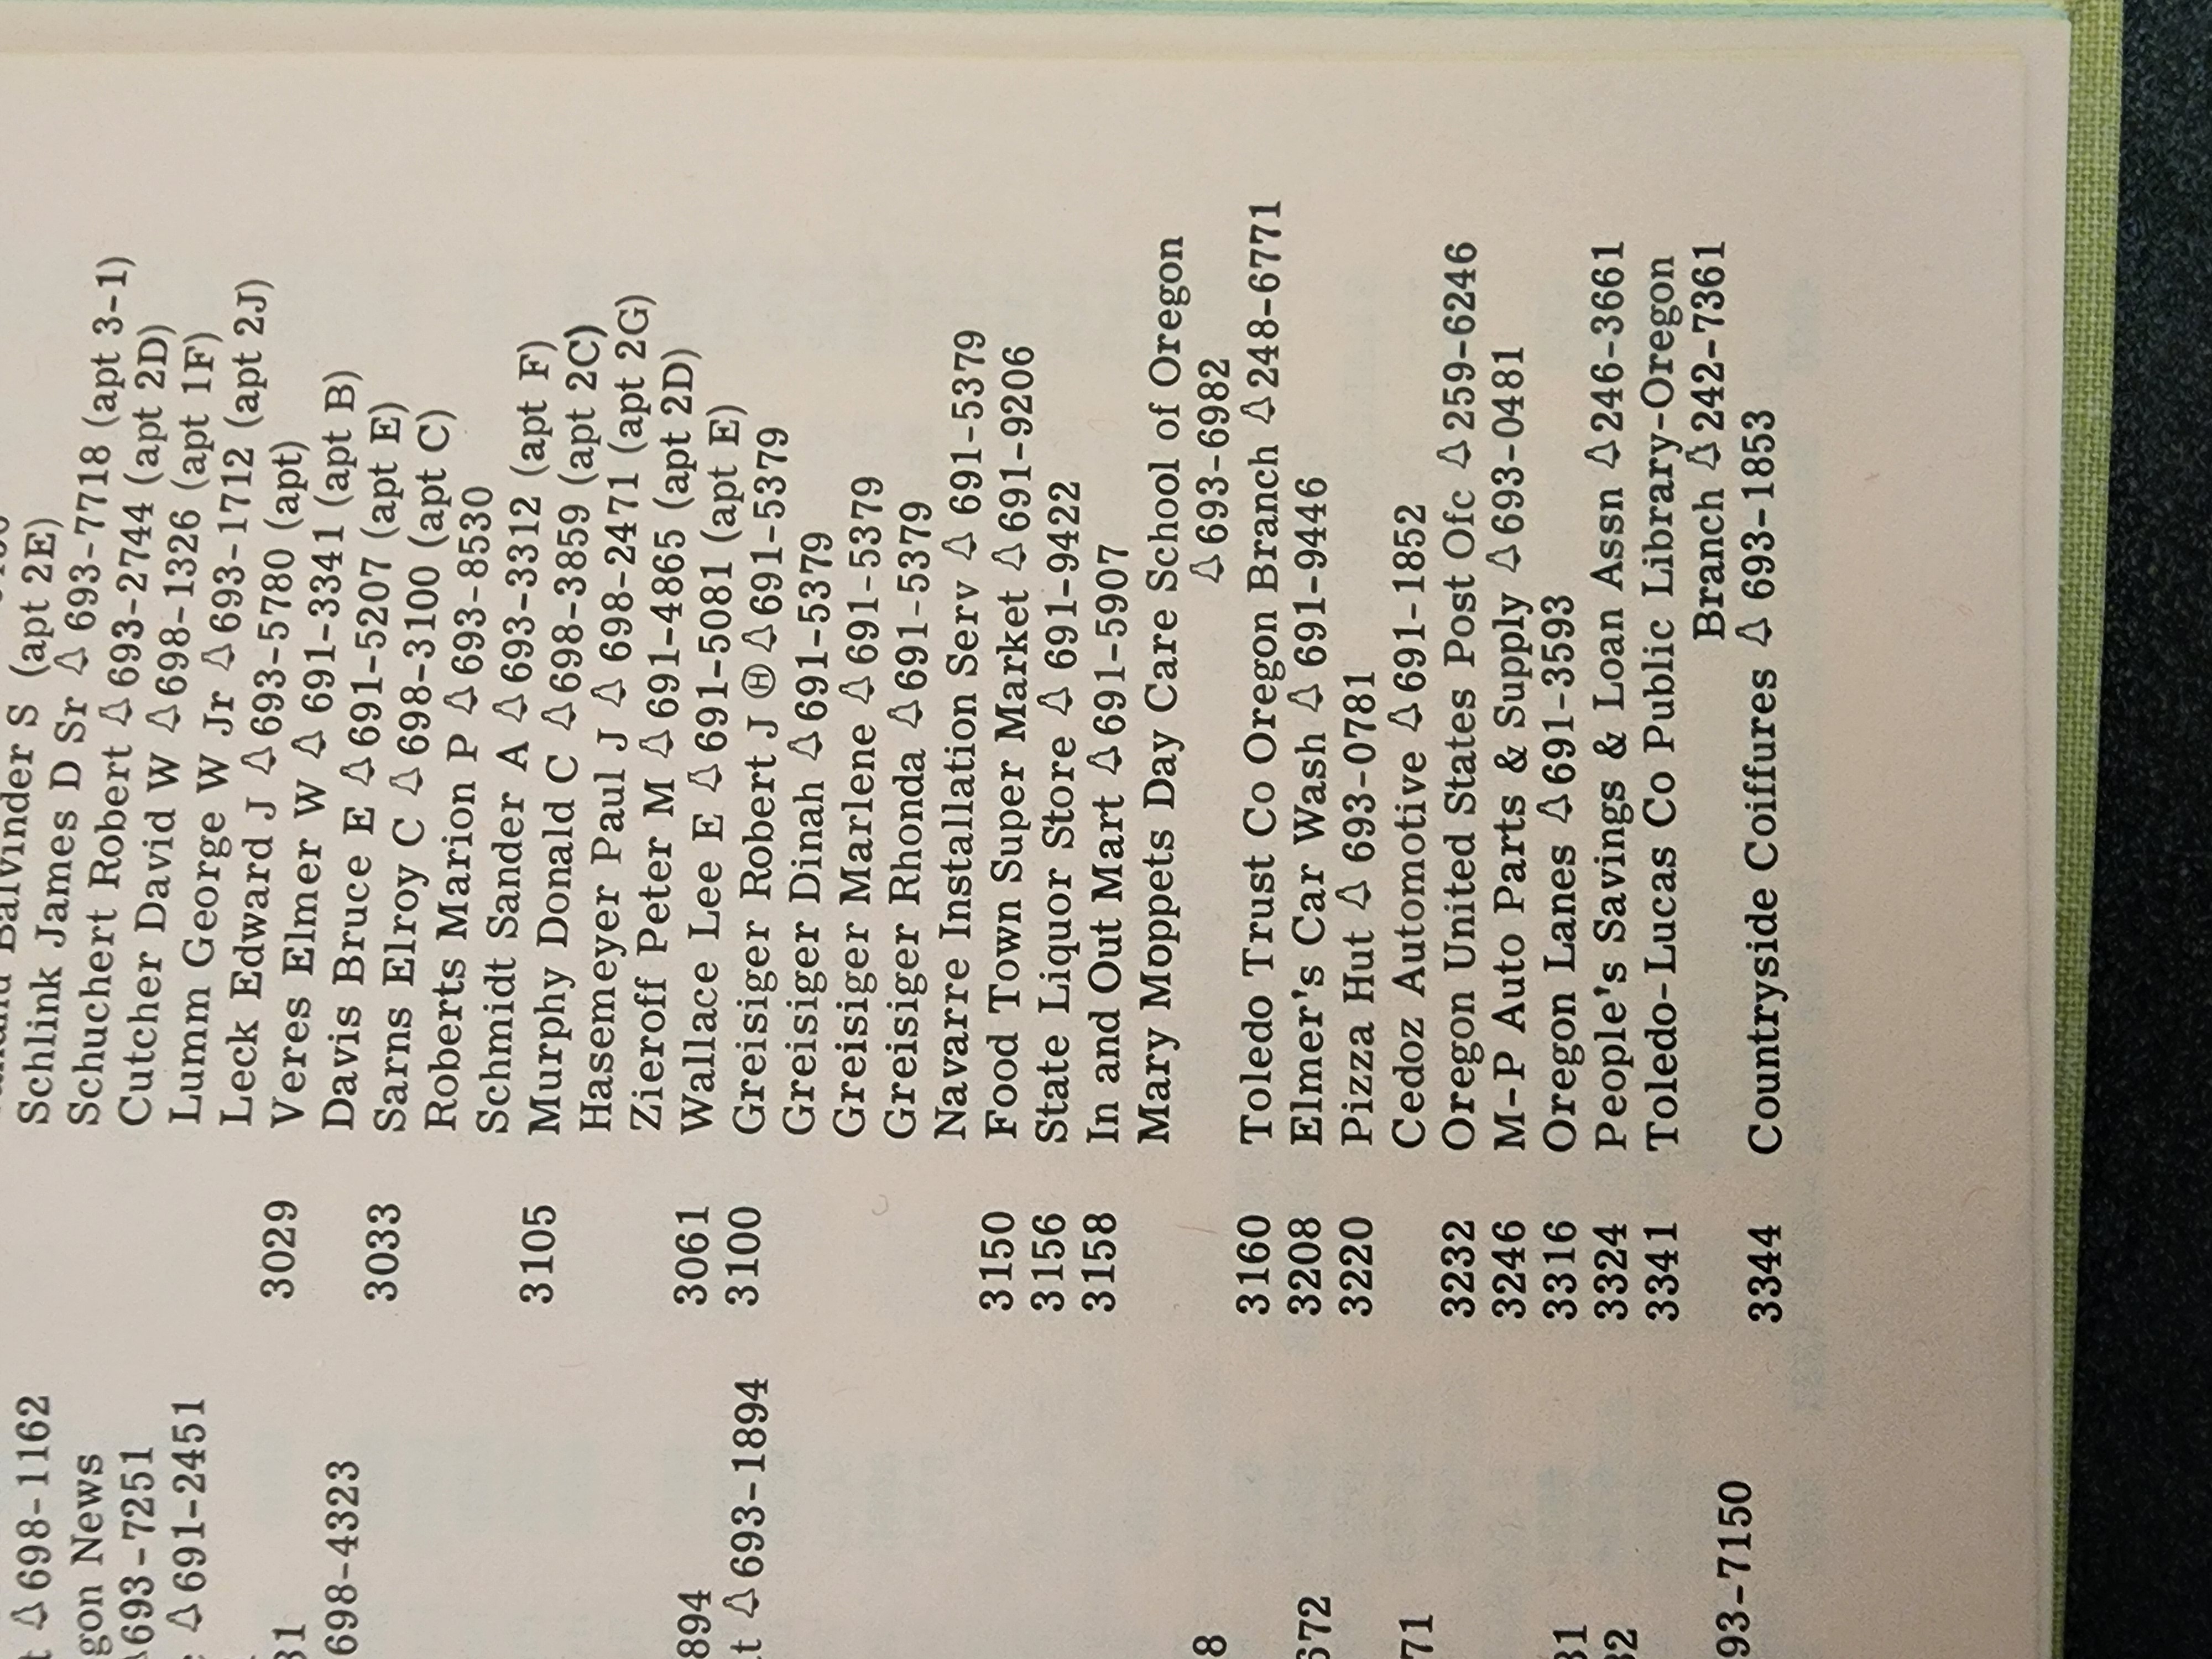 t 698-1162
gon News
693-7251
691-2451
31
698-4323
894
t 693-1894
8
672
71
31
32
93-7150
Balvinder S (apt 2E)
Schlink James D Sr 693-7718 (apt 3-1)
Schuchert Robert 693-2744 (apt 2D)
Cutcher David W 698-1326 (apt 1F)
Lumm George W Jr 693-1712 (apt 2J)
Leck Edward J 693-5780 (apt)
3029 Veres Elmer W 691-3341 (apt B)
Davis Bruce E 691-5207 (apt E)
3033 Sarns Elroy C 698-3100 (apt C)
Roberts Marion P 693-8530
Schmidt Sander A 693-3312 (apt F)
3105 Murphy Donald C 698-3859 (apt 2C)
Hasemeyer Paul J 698-2471 (apt 2G)
Zieroff Peter M 691-4865 (apt 2D)
3061 Wallace Lee E 691-5081 (apt E)
3100 Greisiger Robert J Ⓗ 691-5379
Greisiger Dinah 691-5379
Greisiger Marlene 691-5379
Greisiger Rhonda 691-5379
Navarre Installation Serv 691-5379
3150 Food Town Super Market 691-9206
3156 State Liquor Store 691-9422
3158 In and Out Mart 691-5907
Mary Moppets Day Care School of Oregon
693-6982
3160 Toledo Trust Co Oregon Branch 248-6771
3208 Elmer's Car Wash 691-9446
3220 Pizza Hut 693-0781
Cedoz Automotive 691-1852
3232 Oregon United States Post Ofc 259-6246
3246 M-P Auto Parts & Supply 693-0481
3316 Oregon Lanes 691-3593
3324 People's Savings & Loan Assn 246-3661
3341 Toledo-Lucas Co Public Library-Oregon
Branch 242-7361
3344 Countryside Coiffures 693-1853